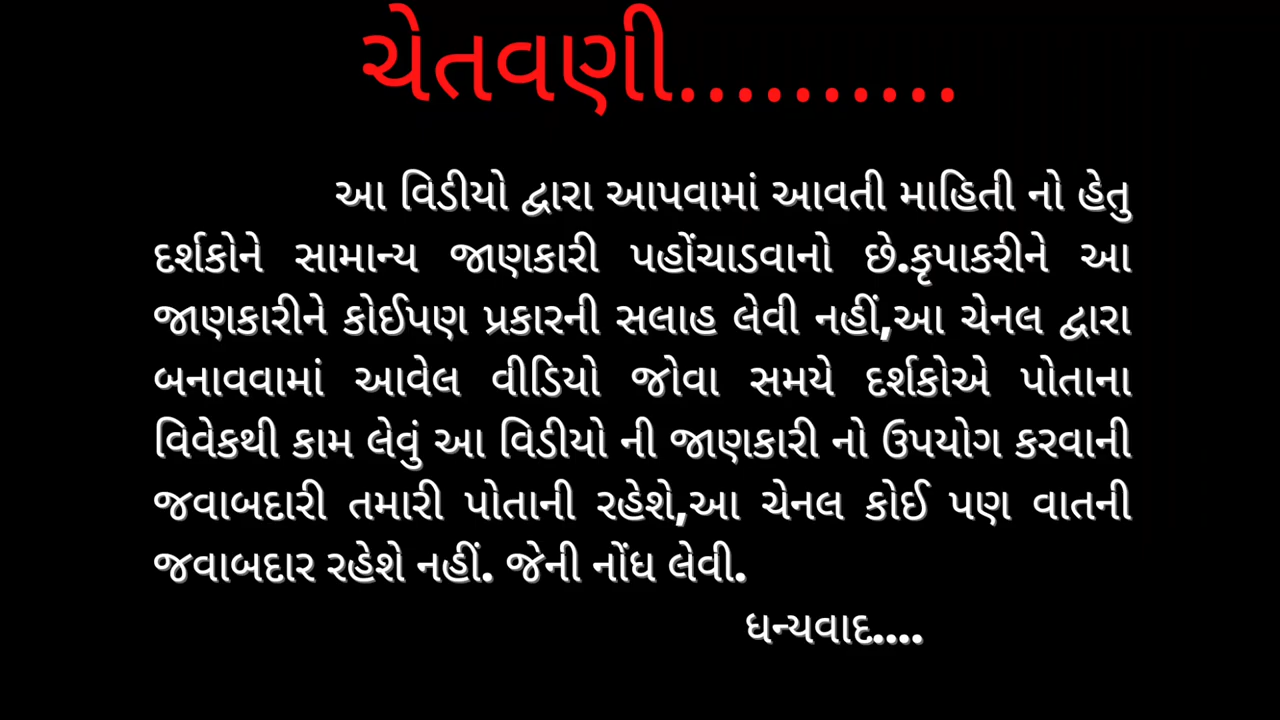 ચેતવણી..........
આ વિડીયો દ્વારા આપવામાં આવતી માહિતી નો હેતુ
દર્શકોને સામાન્ય જાણકારી પહોંચાડવાનો છે.કૃપાકરીને આ
જાણકારીને કોઈપણ પ્રકારની સલાહ લેવી નહીં,આ ચેનલ દ્વારા
બનાવવામાં આવેલ વીડિયો જોવા સમયે દર્શકોએ પોતાના
વિવેકથી કામ લેવું આ વિડીયો ની જાણકારી નો ઉપયોગ કરવાની
જવાબદારી તમારી પોતાની રહેશે,આ ચેનલ કોઈ પણ વાતની
જવાબદાર રહેશે નહીં. જેની નોંધ લેવી.
ધન્યવાદ....